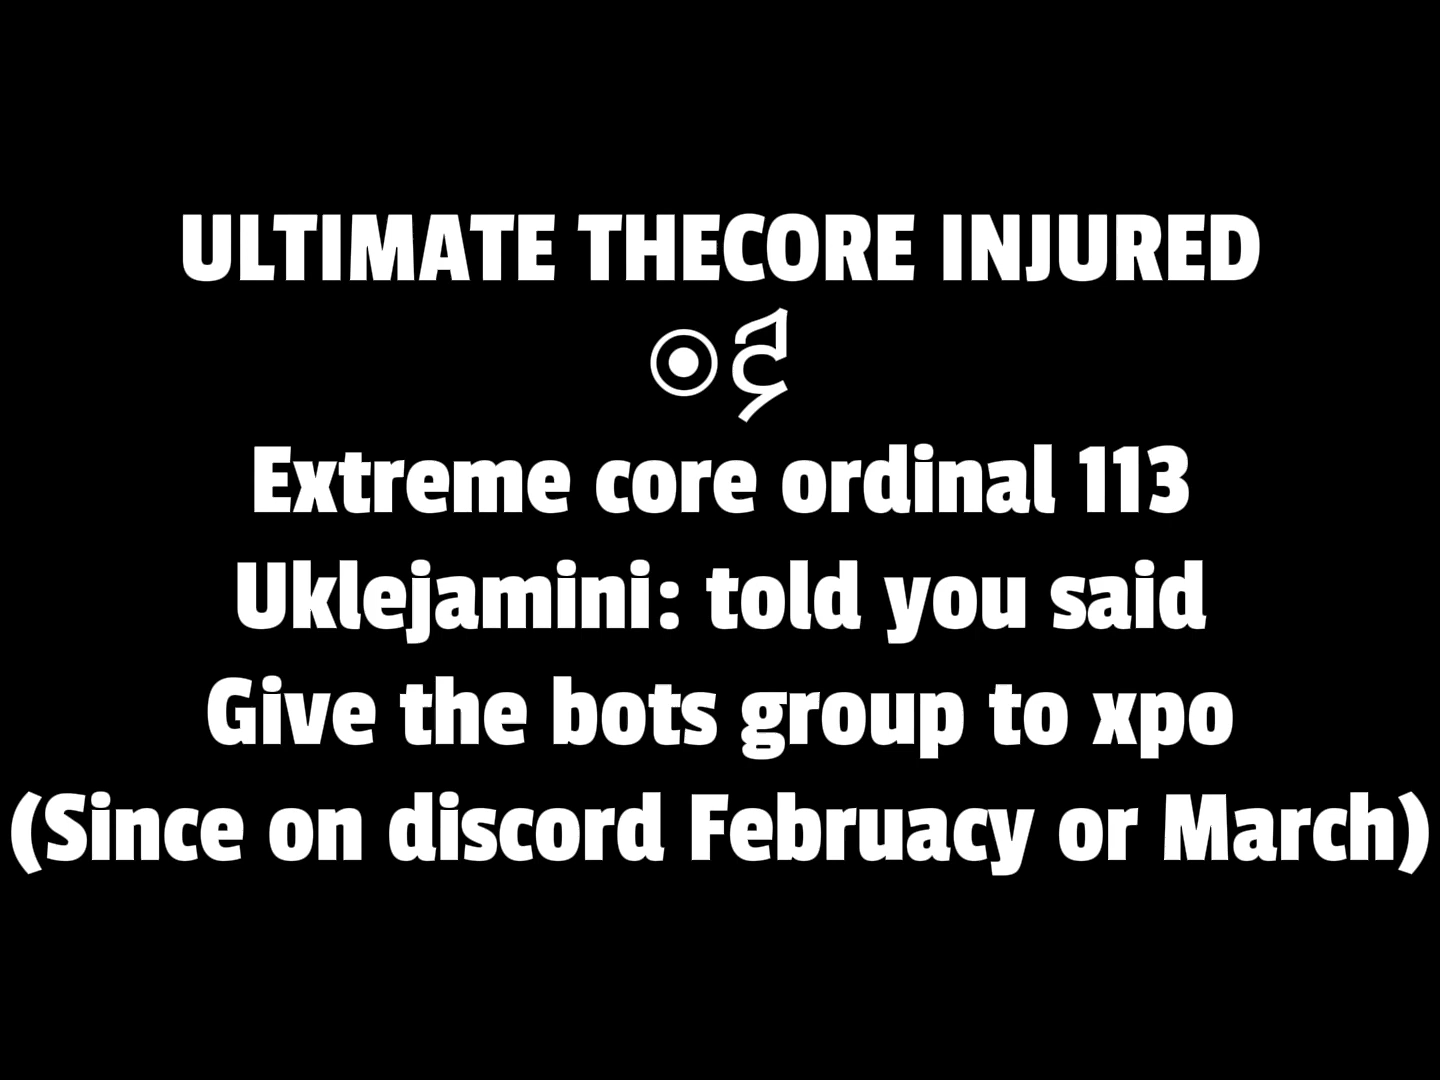 ULTIMATE THECORE INJURED
Extreme core ordinal 113
Uklejamini: told you said
Give the bots group to xpo
(Since on discord Februacy or March)